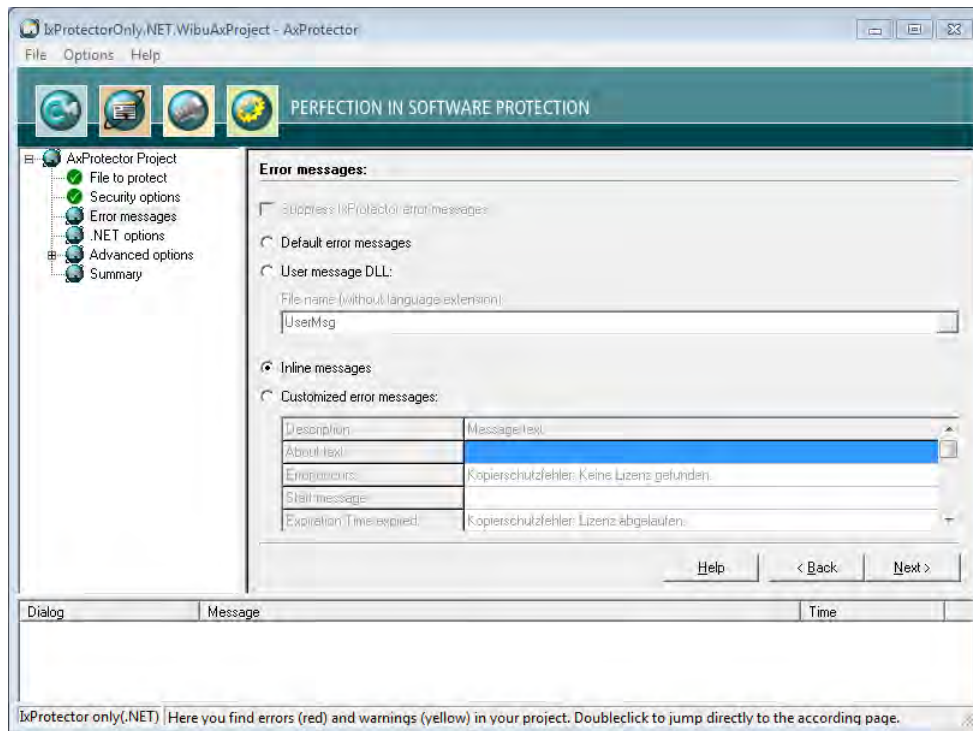 IxProtectorOnly.NET.WibuAxProject - AxProtector
File Options Help
PERFECTION IN SOFTWARE PROTECTION
AxProtector Project
File to protect
Security options
Error messages
.NET options
Advanced options
Summary
Error messages:
Suppress IxProtector error messages
Default error messages
User message DLL:
File name (without language extension)
UserMsg
Inline messages
Customized error messages:
Description Message text
About text
Error occurs Kopierschutzfehler: Keine Lizenz gefunden.
Start message
Expiration Time expired Kopierschutzfehler: Lizenz abgelaufen.
Help < Back Next >
Dialog Message Time
IxProtector only(.NET) Here you find errors (red) and warnings (yellow) in your project. Doubleclick to jump directly to the according page.